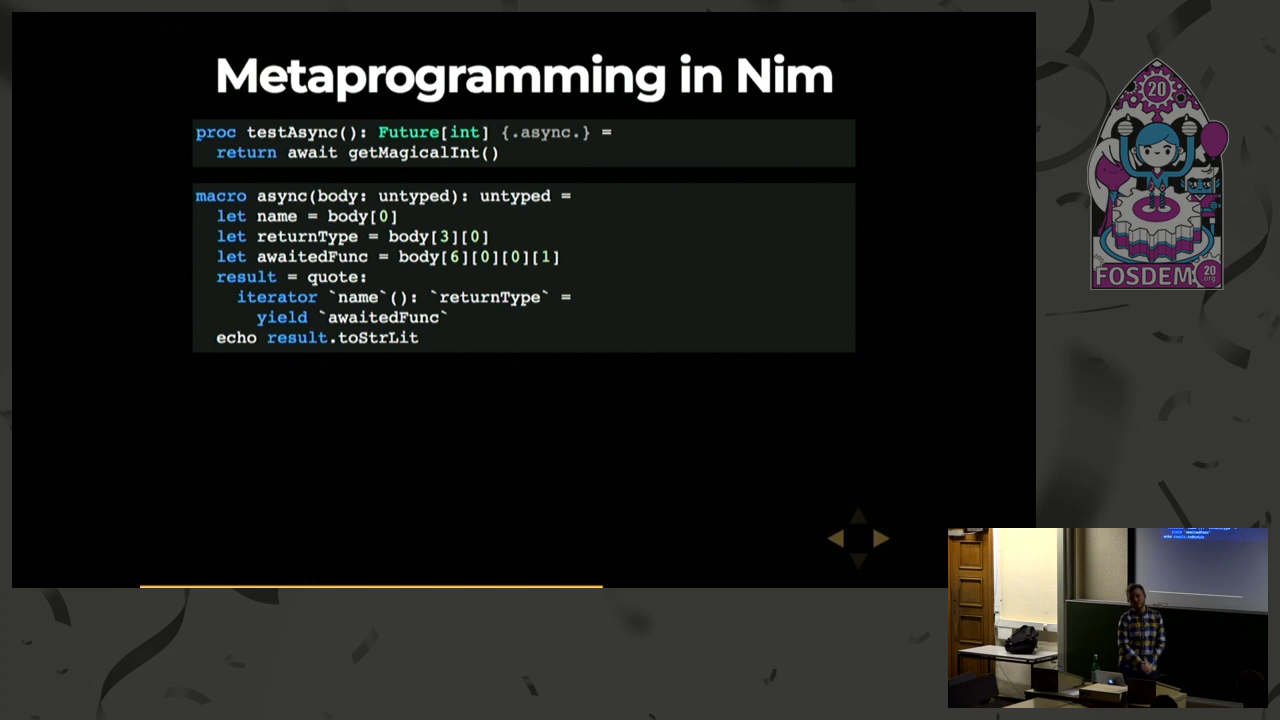 Metaprogramming in Nim
proc testAsync(): Future[int] {.async.} =
  return await getMagicalInt()
macro async(body: untyped): untyped =
  let name = body[0]
  let returnType = body[3][0]
  let awaitedFunc = body[6][0][0][1]
  result = quote:
    iterator `name`(): `returnType` =
      yield `awaitedFunc`
  echo result.toStrLit
20
FOSDEM
20
.org